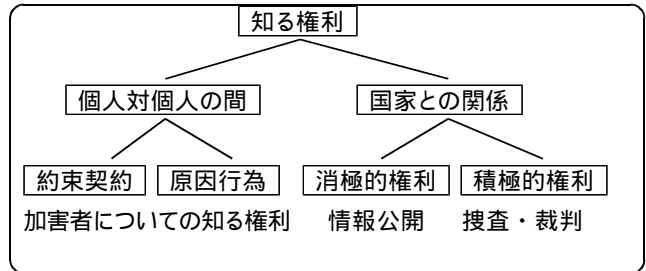 知る権利
個人対個人の間 国家との関係
約束契約 原因行為 消極的権利 積極的権利
加害者についての知る権利 情報公開 捜査・裁判